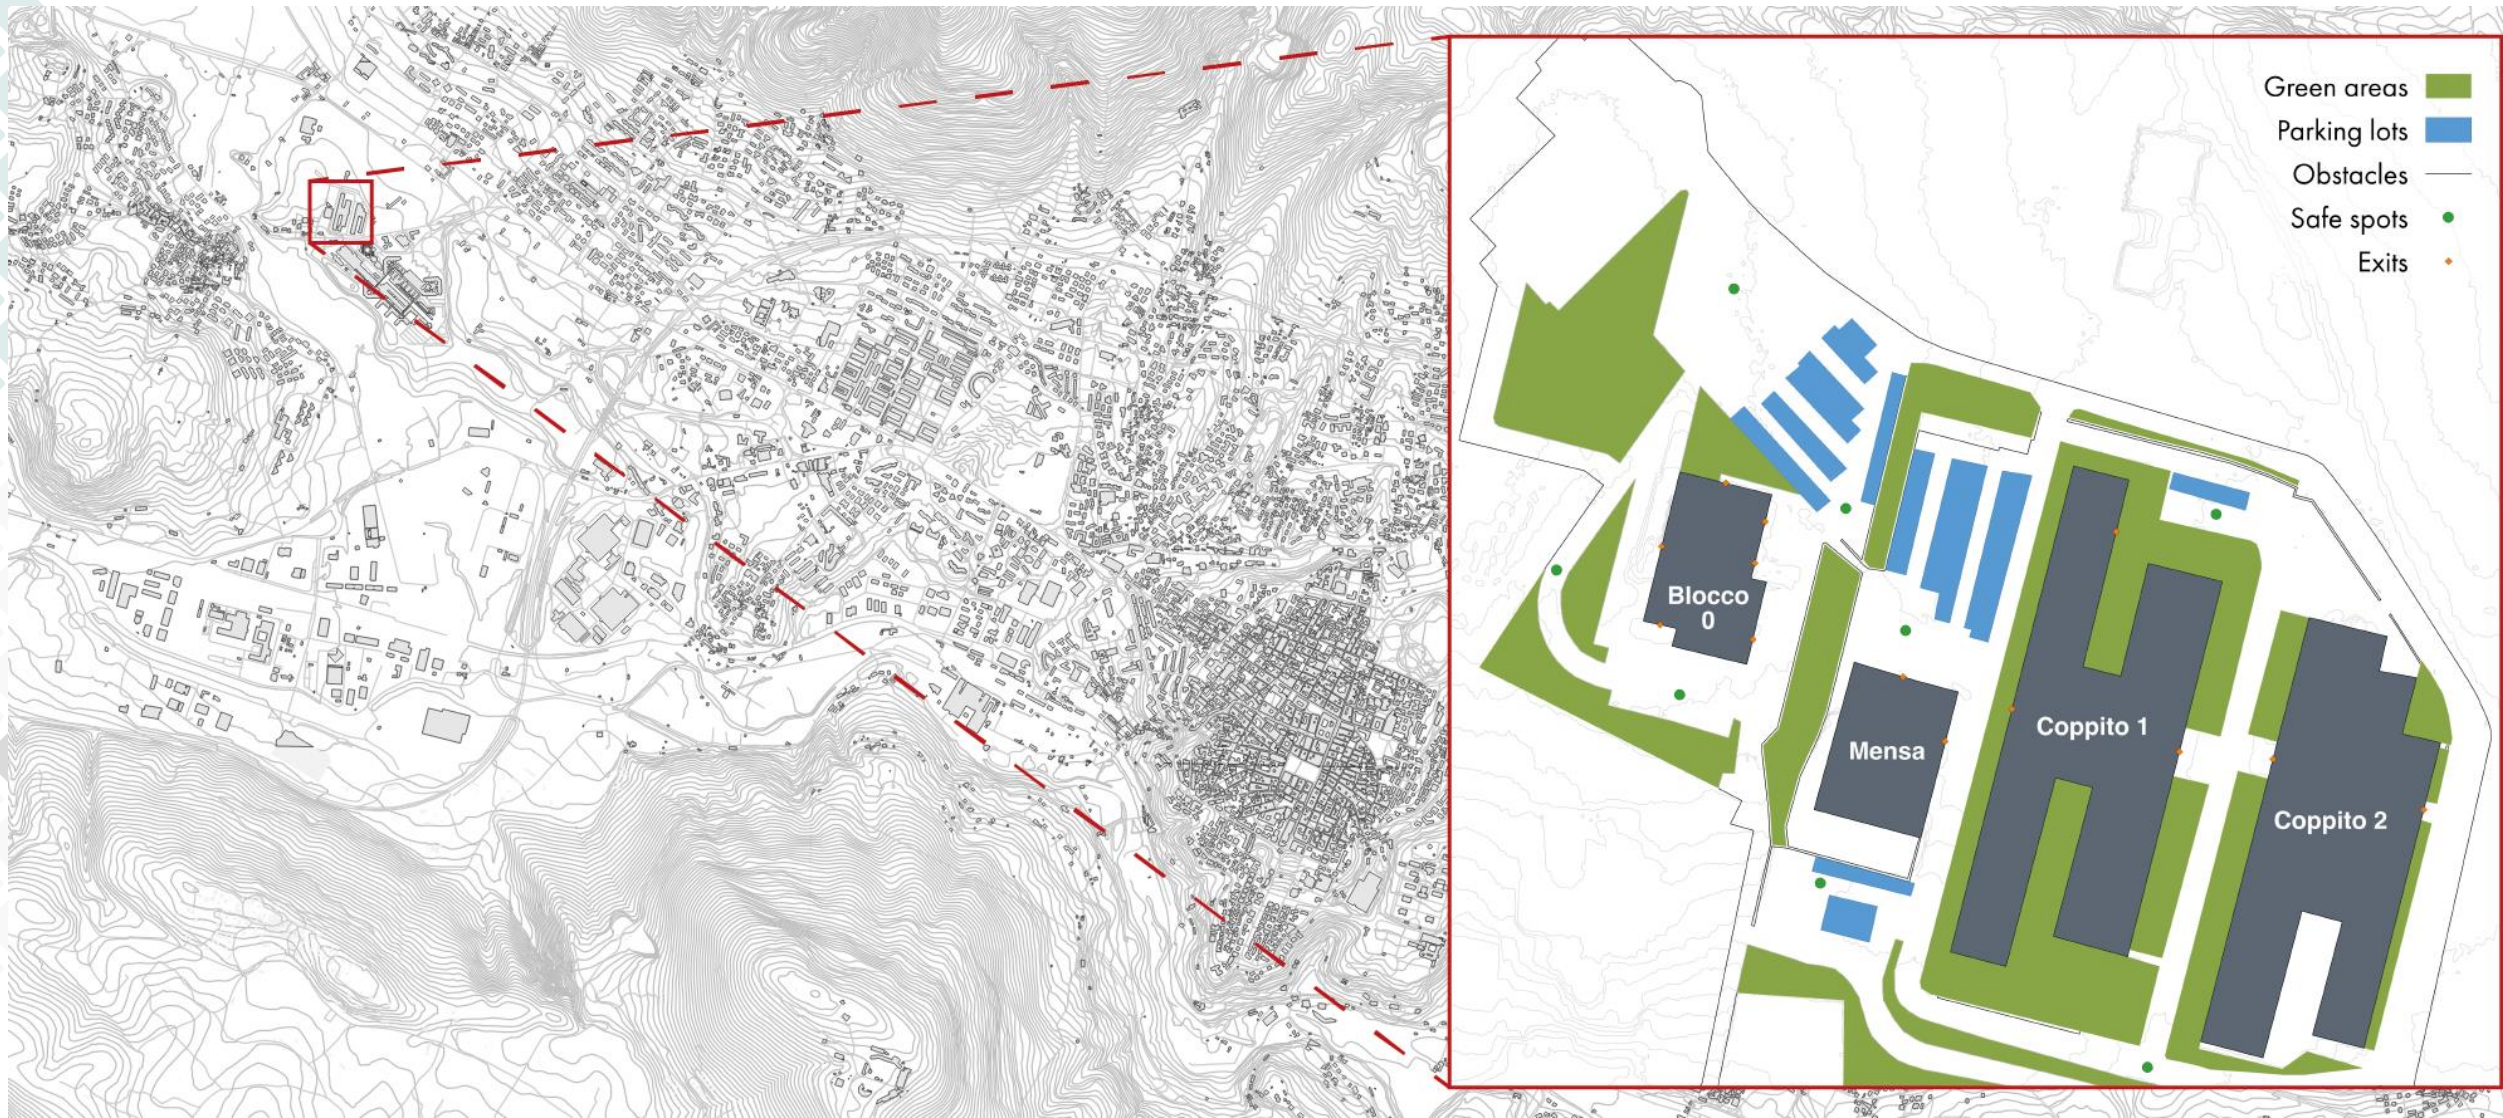 Green areas
Parking lots
Obstacles
Safe spots
Exits
Blocco
0
Mensa
Coppito 1
Coppito 2